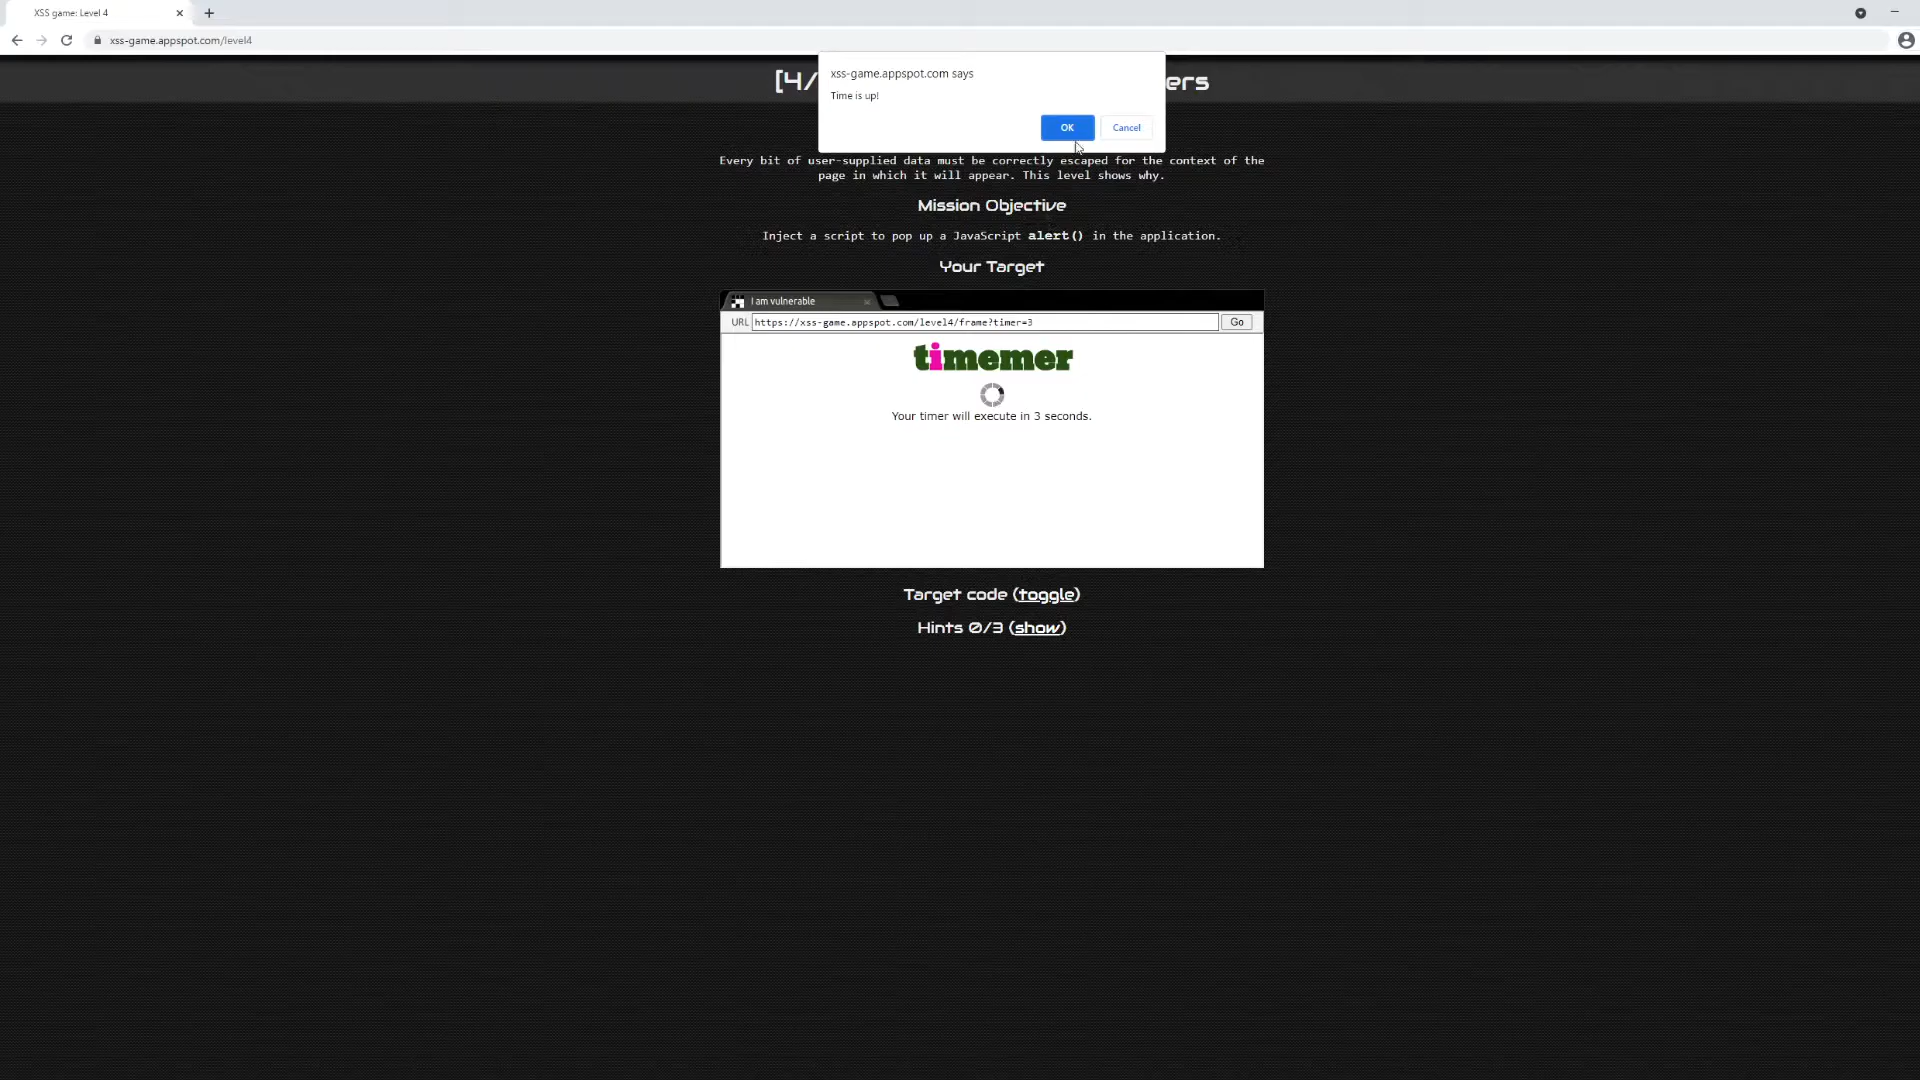 XSS game: Level 4
xss-game.appspot.com/level4
[4/
ers
xss-game.appspot.com says
Time is up!
OK
Cancel
Every bit of user-supplied data must be correctly escaped for the context of the
page in which it will appear. This level shows why.
Mission Objective
Inject a script to pop up a JavaScript alert() in the application.
Your Target
I am vulnerable
URL
https://xss-game.appspot.com/level4/frame?timer=3
Go
timemer
Your timer will execute in 3 seconds.
Target code (toggle)
Hints 0/3 (show)